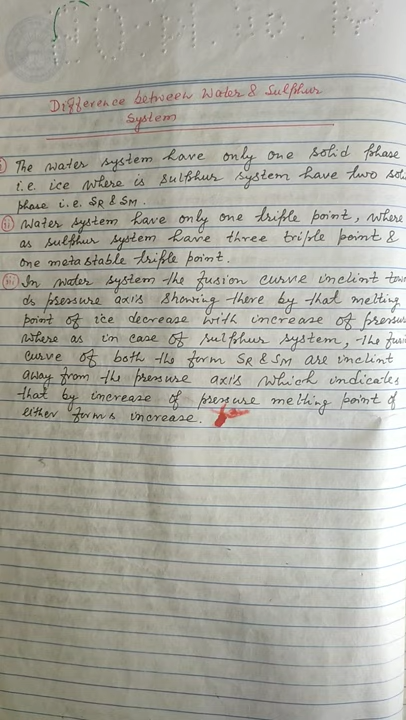 Difference between Water & Sulphur
System
i) The water system have only one solid phase
i.e. ice where is sulphur system have two
phase i.e. SR & SM.
ii) Water system have only one triple point, where
as sulphur system have three triple point &
one metastable triple point.
iii) In water system the fusion curve inclint tow
ds pressure axis showing there by that melting
point of ice decrease with increase of
where as in case of sulphur system, the
curve of both the form SR & SM are inclint
away from the pressure axis which indicates
that by increase of pressure melting point of
either forms increase.